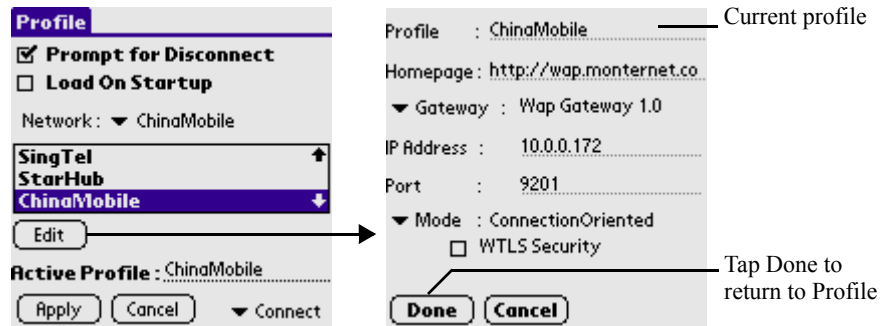 Profile
Prompt for Disconnect
Load On Startup
Network: ChinaMobile
SingTel
StarHub
ChinaMobile
Edit
Active Profile: ChinaMobile
Apply Cancel Connect
Profile : ChinaMobile
Homepage: http://wap.monternet.co
Gateway : Wap Gateway 1.0
IP Address : 10.0.0.172
Port : 9201
Mode : ConnectionOriented
WTLS Security
Done Cancel
Current profile
Tap Done to
return to Profile